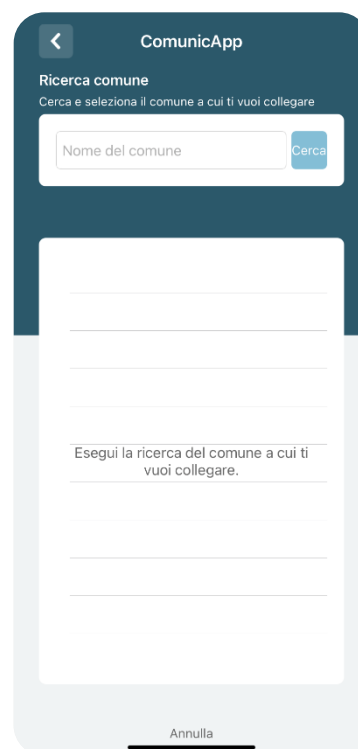 ComunicApp
Ricerca comune
Cerca e seleziona il comune a cui ti vuoi collegare
Nome del comune
Cerca
Esegui la ricerca del comune a cui ti
vuoi collegare.
Annulla